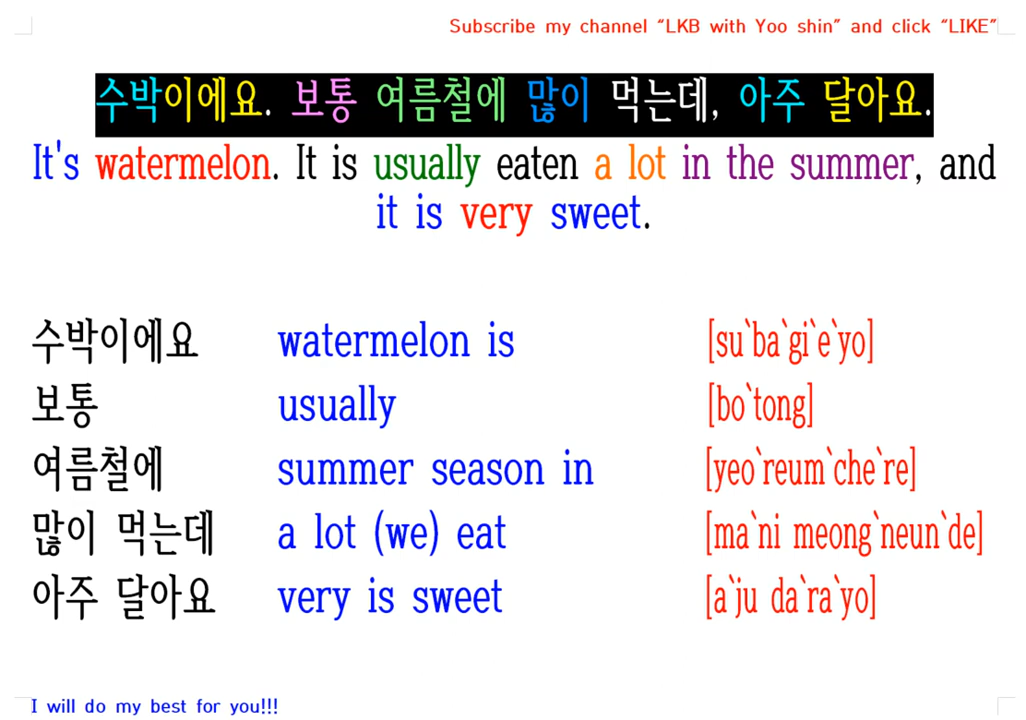 Subscribe my channel “LKB with Yoo shin” and click “LIKE”
수박이에요. 보통 여름철에 많이 먹는데, 아주 달아요.
It's watermelon. It is usually eaten a lot in the summer, and
it is very sweet.
수박이에요 watermelon is [su`ba`gi`e`yo]
보통 usually [bo`tong]
여름철에 summer season in [yeo`reum`che`re]
많이 먹는데 a lot (we) eat [ma`ni meong`neun`de]
아주 달아요 very is sweet [a`ju da`ra`yo]
I will do my best for you!!!